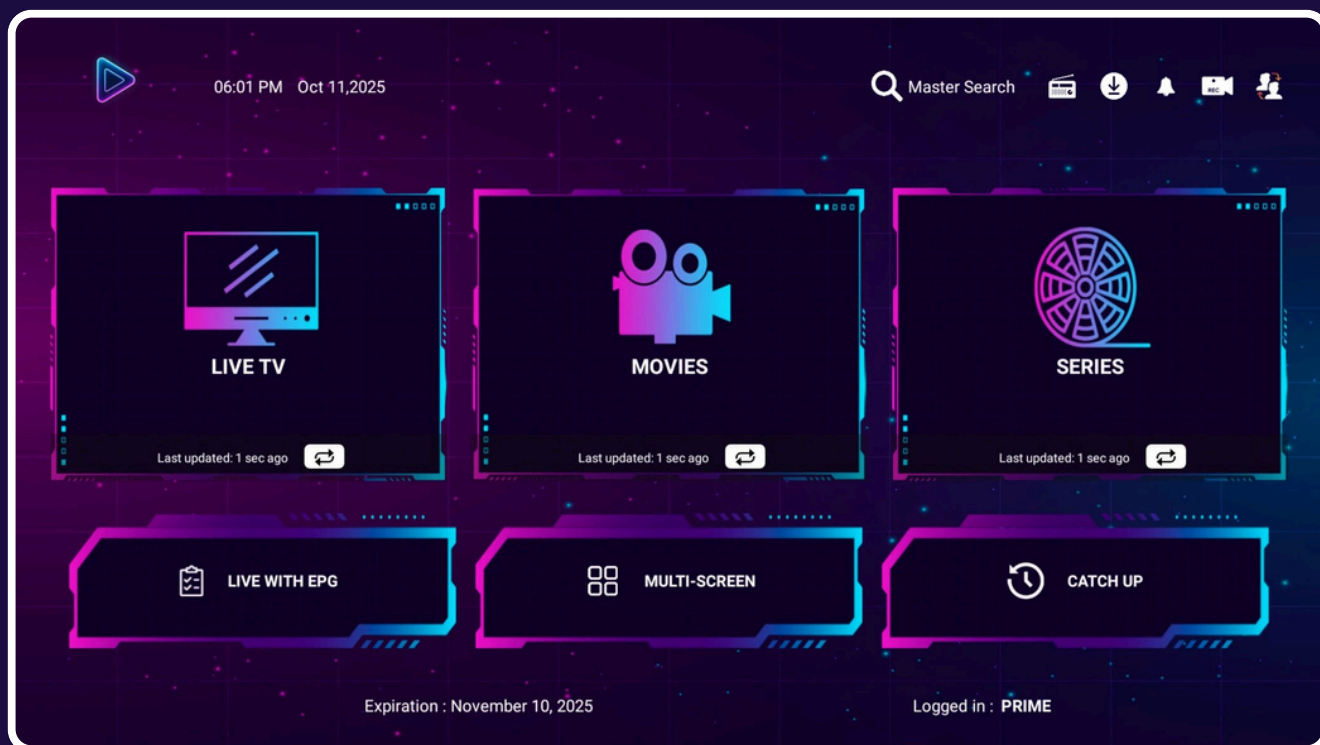 06:01 PM Oct 11,2025
Master Search
REC
LIVE TV
MOVIES
SERIES
Last updated: 1 sec ago
Last updated: 1 sec ago
Last updated: 1 sec ago
LIVE WITH EPG
MULTI-SCREEN
CATCH UP
Expiration : November 10, 2025
Logged in : PRIME